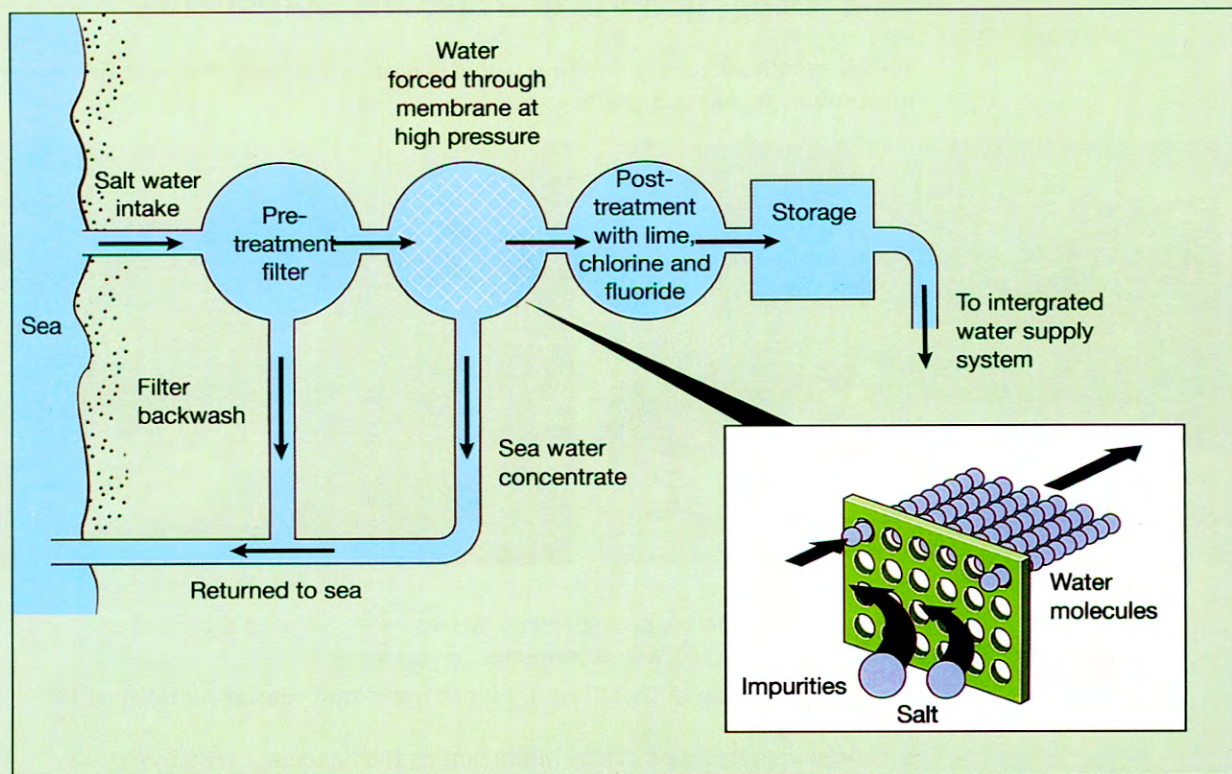 Water
forced through
membrane at
high pressure
Salt water
intake
Pre-
treatment
filter
Post-
treatment
with lime,
chlorine and
fluoride
Storage
Sea
To intergrated
water supply
system
Filter
backwash
Sea water
concentrate
Returned to sea
Water
molecules
Impurities
Salt